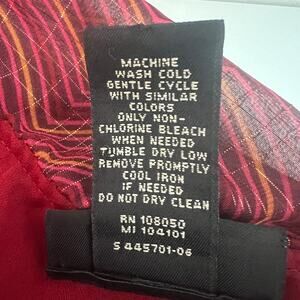 MACHINE
WASH COLD
GENTLE CYCLE
WITH SIMILAR
COLORS
ONLY NON-
CHLORINE BLEACH
WHEN NEEDED
TUMBLE DRY LOW
REMOVE PROMPTLY
COOL IRON
IF NEEDED
DO NOT DRY CLEAN
RN 108050
MI 104101
S 445701-06